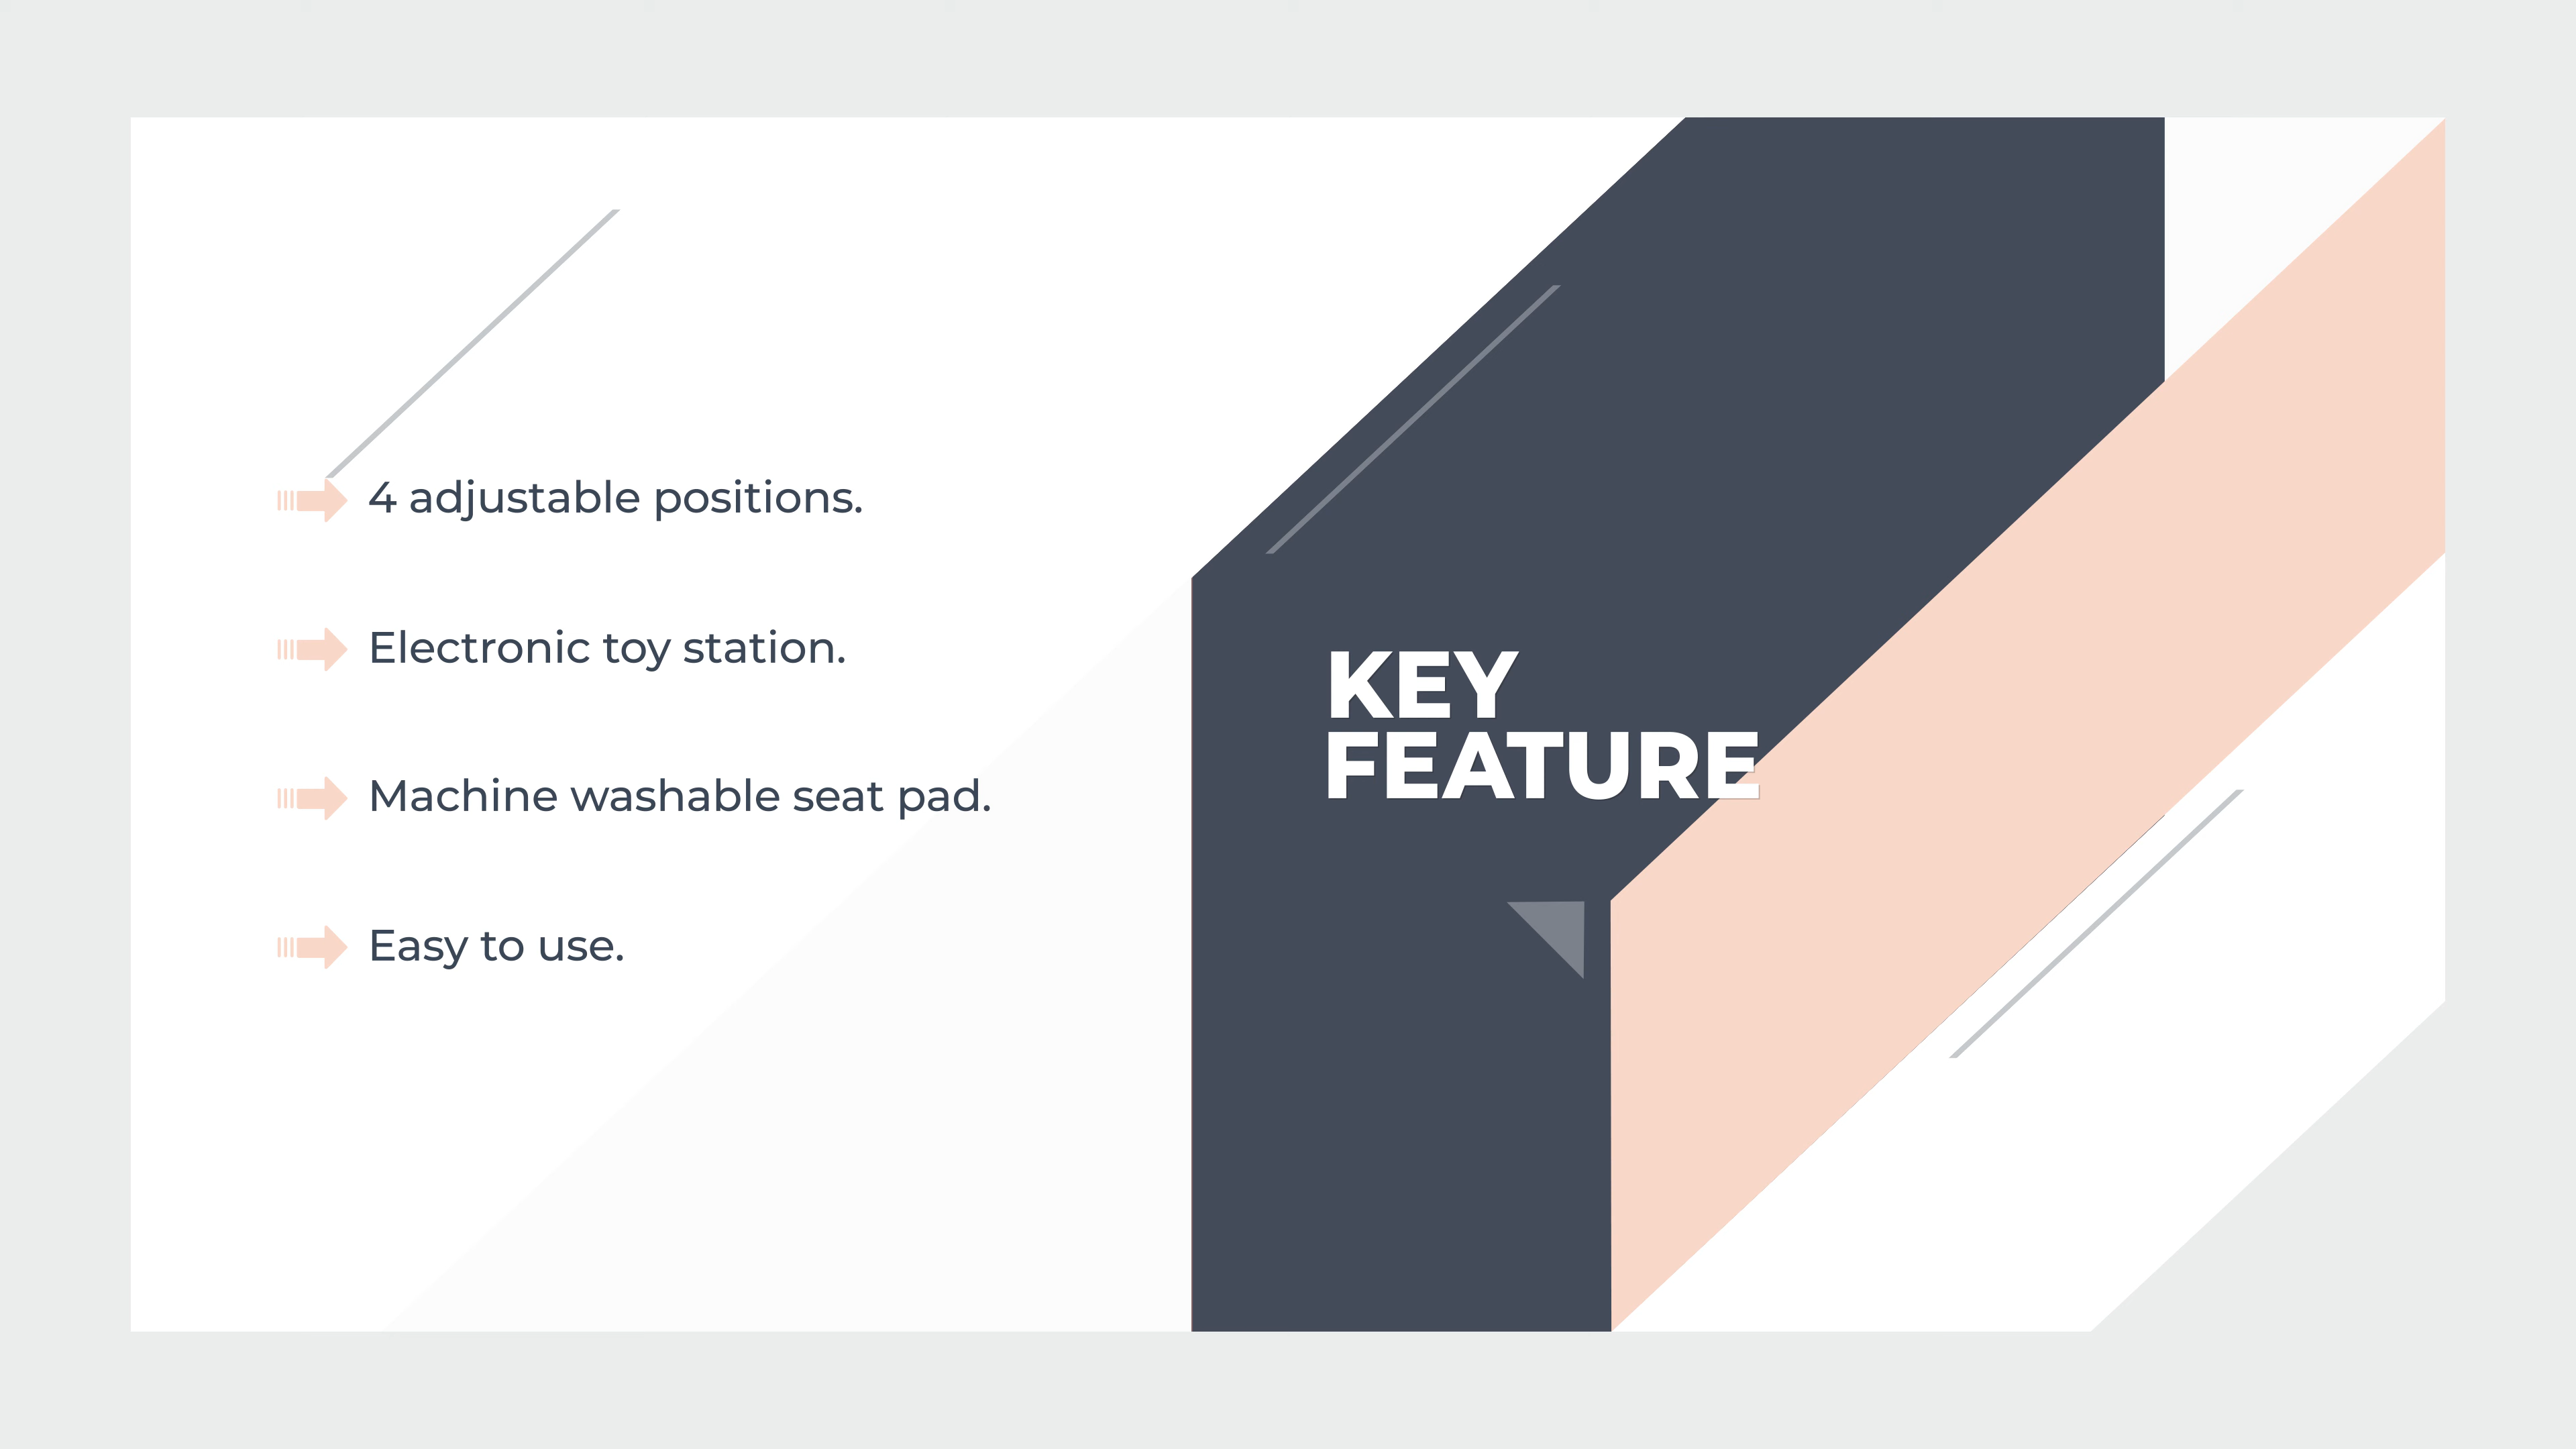 4 adjustable positions.
Electronic toy station.
Machine washable seat pad.
Easy to use.
KEY
FEATURE